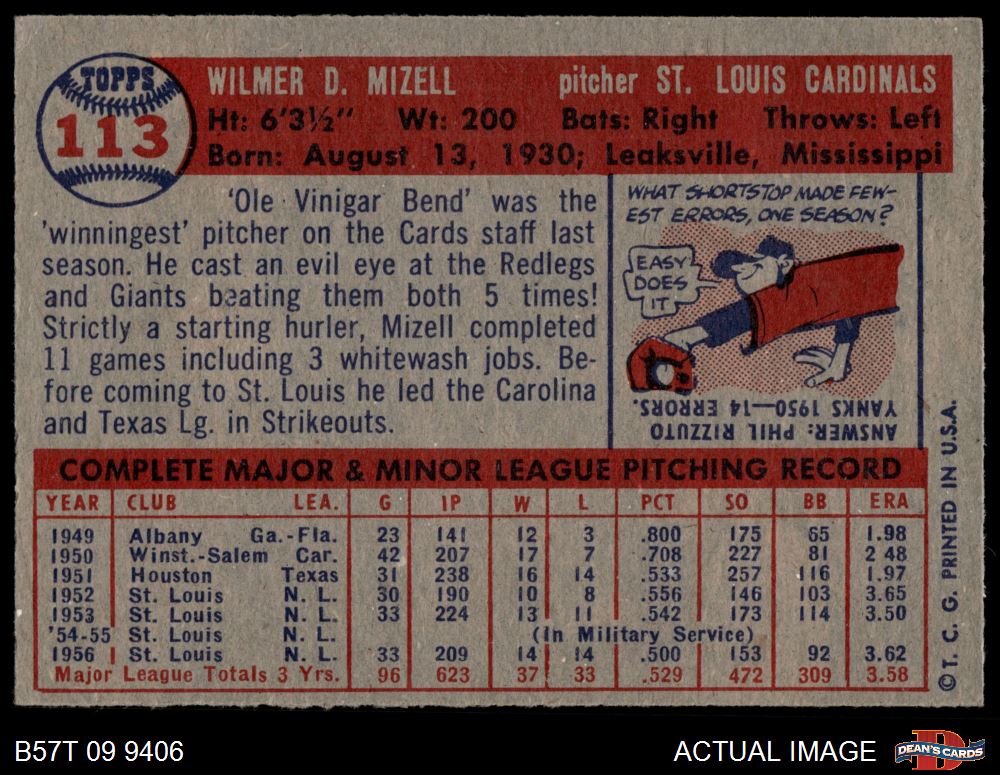 TOPPS
113
WILMER D. MIZELL pitcher ST. LOUIS CARDINALS
Ht: 6'3½" Wt: 200 Bats: Right Throws: Left
Born: August 13, 1930; Leaksville, Mississippi
'Ole Vinigar Bend' was the
'winningest' pitcher on the Cards staff last
season. He cast an evil eye at the Redlegs
and Giants beating them both 5 times!
Strictly a starting hurler, Mizell completed
11 games including 3 whitewash jobs. Be-
fore coming to St. Louis he led the Carolina
and Texas Lg. in Strikeouts.
WHAT SHORTSTOP MADE FEW-
EST ERRORS, ONE SEASON?
EASY
DOES
IT
ANSWER: PHIL RIZZUTO
YANKS 1950—14 ERRORS.
COMPLETE MAJOR & MINOR LEAGUE PITCHING RECORD
YEAR CLUB LEA. G IP W L PCT SO BB ERA
1949 Albany Ga.-Fla. 23 141 12 3 .800 175 65 1.98
1950 Winst.-Salem Car. 42 207 17 7 .708 227 81 2 48
1951 Houston Texas 31 238 16 14 .533 257 116 1.97
1952 St. Louis N. L. 30 190 10 8 .556 146 103 3.65
1953 St. Louis N. L. 33 224 13 11 .542 173 114 3.50
'54-55 St. Louis N. L. (In Military Service)
1956 St. Louis N. L. 33 209 14 14 .500 153 92 3.62
Major League Totals 3 Yrs. 96 623 37 33 .529 472 309 3.58
©T. C. G. PRINTED IN U.S.A.
B57T 09 9406 ACTUAL IMAGE DEAN'S CARDS